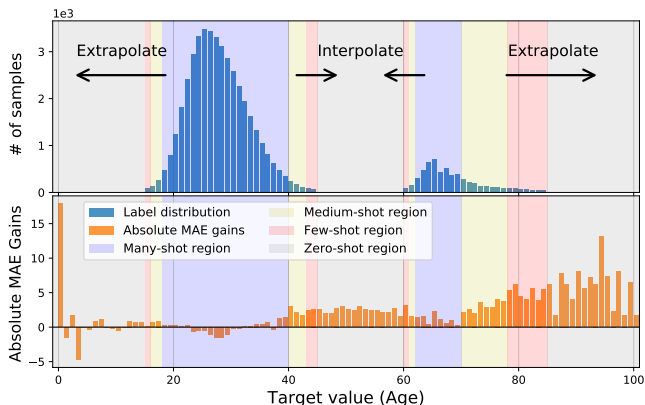 1e3
Extrapolate
Interpolate
Extrapolate
# of samples
3
2
1
0
Label distribution
Absolute MAE gains
Many-shot region
Medium-shot region
Few-shot region
Zero-shot region
Absolute MAE Gains
15
10
5
0
−5
0 20 40 60 80 100
Target value (Age)